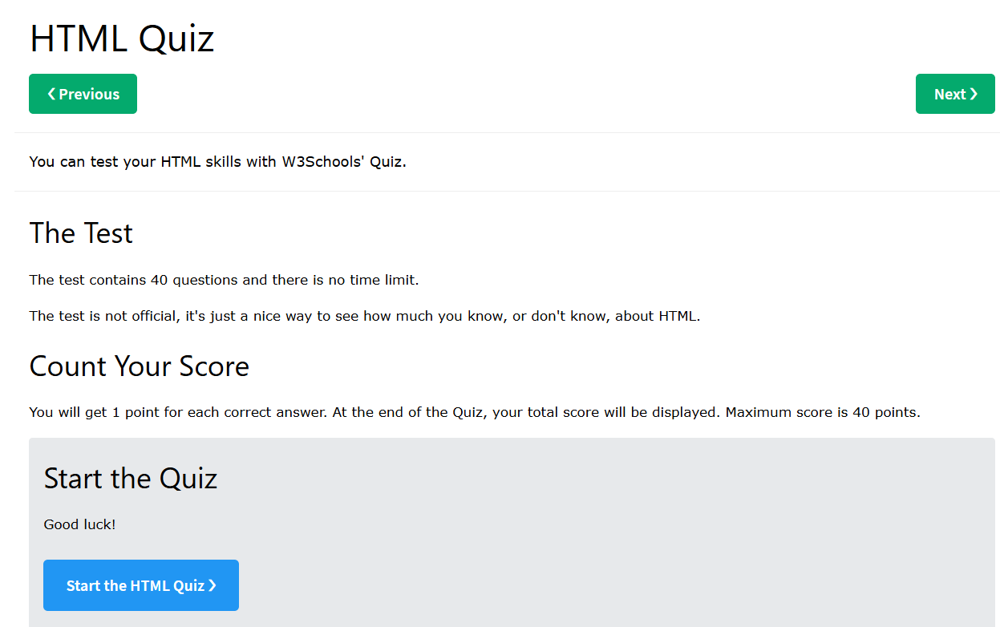 HTML Quiz
❮ Previous
Next ❯
You can test your HTML skills with W3Schools' Quiz.
The Test
The test contains 40 questions and there is no time limit.
The test is not official, it's just a nice way to see how much you know, or don't know, about HTML.
Count Your Score
You will get 1 point for each correct answer. At the end of the Quiz, your total score will be displayed. Maximum score is 40 points.
Start the Quiz
Good luck!
Start the HTML Quiz ❯